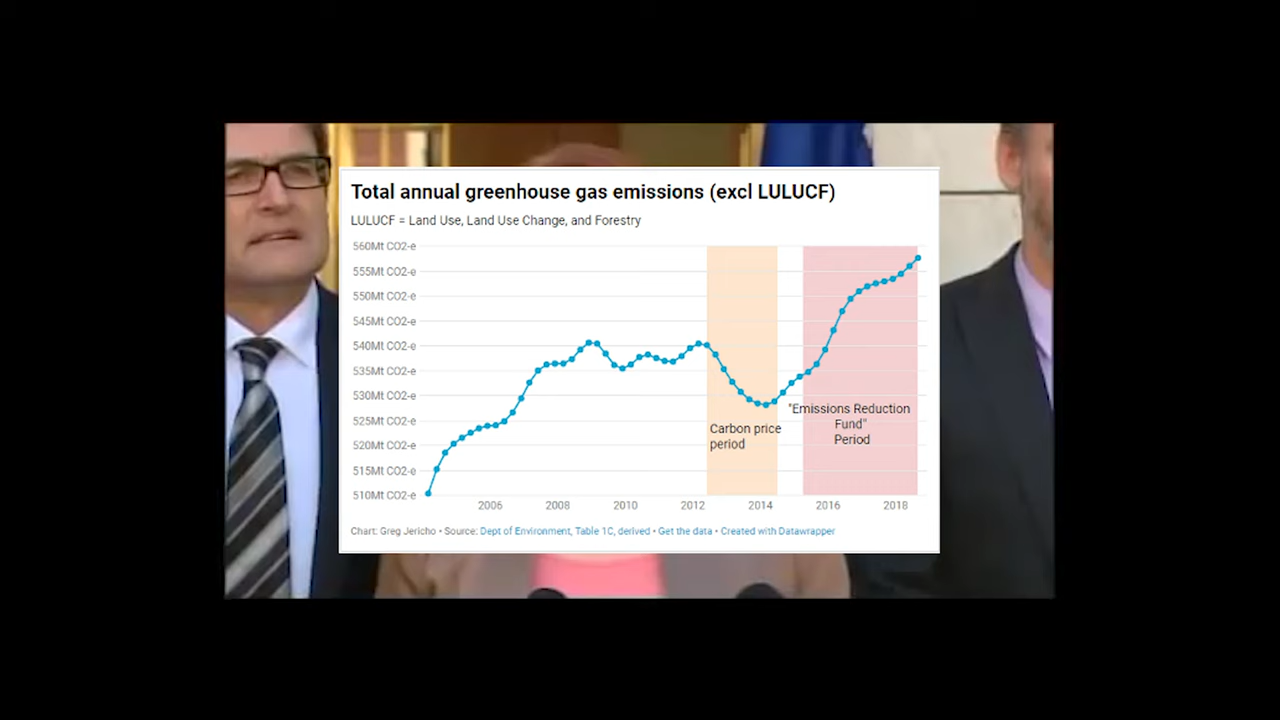 Total annual greenhouse gas emissions (excl LULUCF)
LULUCF = Land Use, Land Use Change, and Forestry
560Mt CO2-e
555Mt CO2-e
550Mt CO2-e
545Mt CO2-e
540Mt CO2-e
535Mt CO2-e
530Mt CO2-e
525Mt CO2-e
520Mt CO2-e
515Mt CO2-e
510Mt CO2-e
Carbon price
period
"Emissions Reduction
Fund"
Period
2006 2008 2010 2012 2014 2016 2018
Chart: Greg Jericho • Source: Dept of Environment, Table 1C, derived • Get the data • Created with Datawrapper